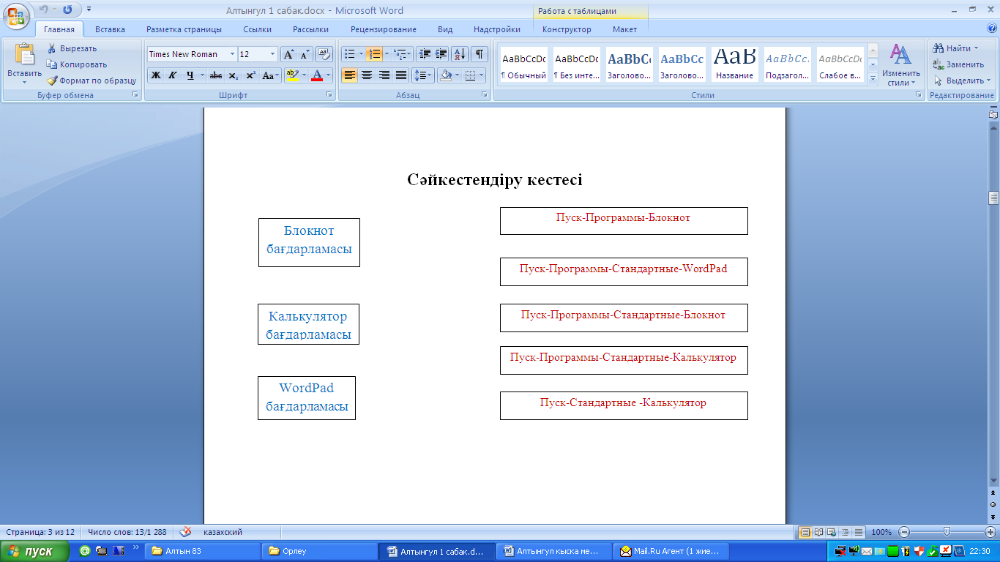 Алтынгул 1 сабак.docx - Microsoft Word
Работа с таблицами
Главная Вставка Разметка страницы Ссылки Рассылки Рецензирование Вид Надстройки Конструктор Макет
Вставить
Вырезать
Копировать
Формат по образцу
Буфер обмена
Times New Roman 12
Ж К Ч abc x₂ x² Aa
Шрифт
Абзац
AaBbCcDc AaBbCcDc AaBbCc AaBbCc AaB AaBbCc. AaBbCcDc
¶ Обычный ¶ Без инте... Заголово... Заголово... Название Подзагол... Слабое в...
Изменить стили
Стили
Найти
Заменить
Выделить
Редактирование
Сәйкестендіру кестесі
Блокнот
бағдарламасы
Калькулятор
бағдарламасы
WordPad
бағдарламасы
Пуск-Программы-Блокнот
Пуск-Программы-Стандартные-WordPad
Пуск-Программы-Стандартные-Блокнот
Пуск-Программы-Стандартные-Калькулятор
Пуск-Стандартные -Калькулятор
Страница: 3 из 12 Число слов: 13/1 288 казахский 100%
пуск Алтын 83 Орлеу Алтынгул 1 сабак.d... Алтынгул кыска ме... Mail.Ru Агент (1 жие... 22:30